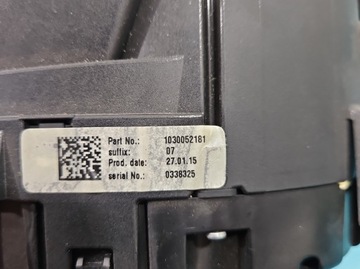 Part No.: 1030052181
suffix: 07
Prod. date: 27.01.15
serial No.: 0338325